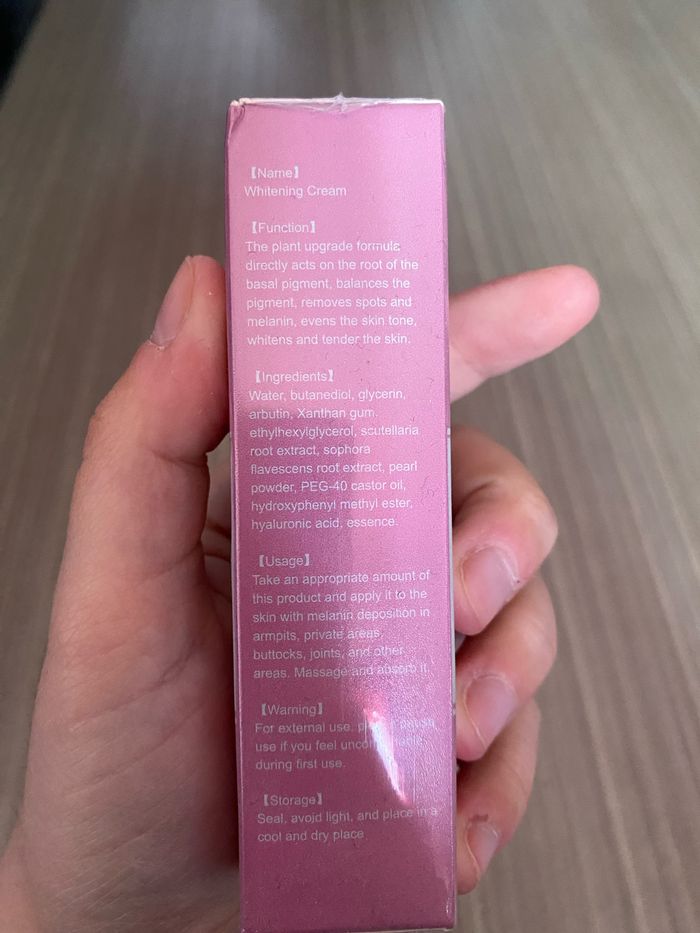 【Name】
Whitening Cream
【Function】
The plant upgrade formula
directly acts on the root of the
basal pigment, balances the
pigment, removes spots and
melanin, evens the skin tone,
whitens and tender the skin.
【Ingredients】
Water, butanediol, glycerin,
arbutin, Xanthan gum,
ethylhexylglycerol, scutellaria
root extract, sophora
flavescens root extract, pearl
powder, PEG-40 castor oil,
hydroxyphenyl methyl ester,
hyaluronic acid, essence.
【Usage】
Take an appropriate amount of
this product and apply it to the
skin with melanin deposition in
armpits, private areas,
buttocks, joints, and other
areas. Massage and absorb it.
【Warning】
For external use,
use if you feel
during first use.
【Storage】
Seal, avoid light, and place in a
cool and dry place.